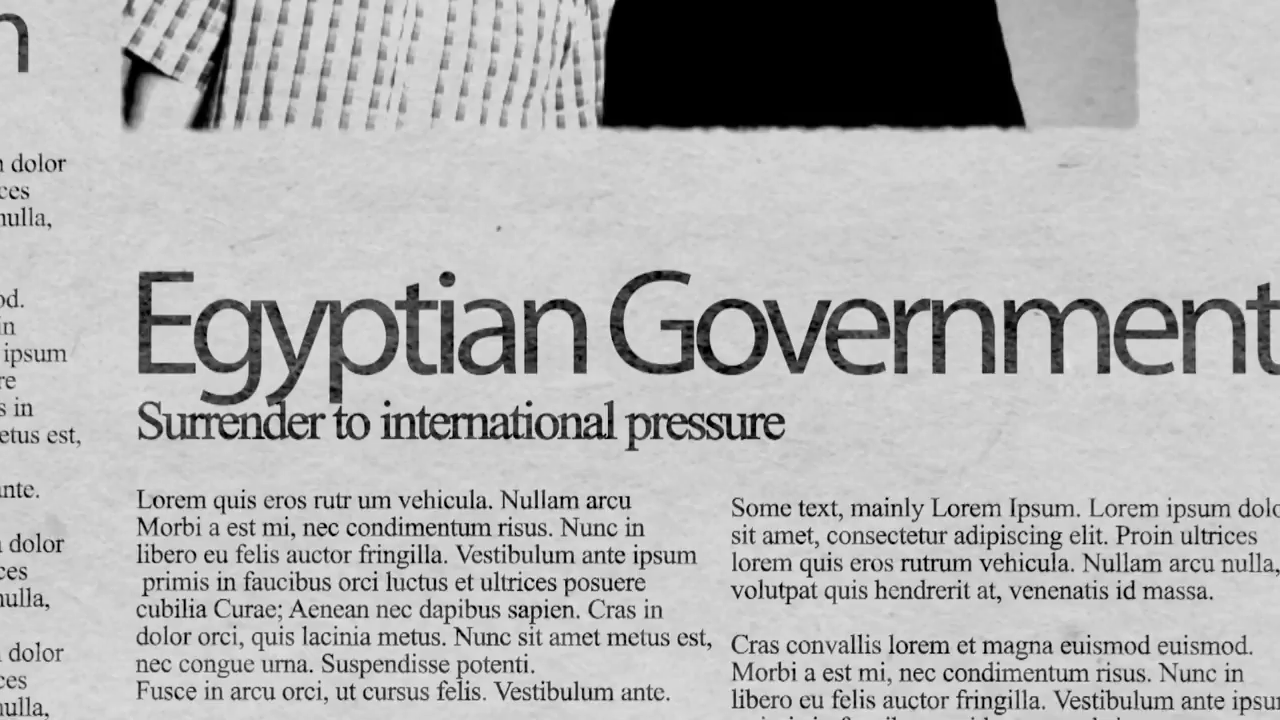 n
dolor
ces
nulla,
od.
in
ipsum
re
s in
etus est,
ante.
dolor
ces
nulla,
dolor
ces
nulla,
Egyptian Government
Surrender to international pressure
Lorem quis eros rutr um vehicula. Nullam arcu
Morbi a est mi, nec condimentum risus. Nunc in
libero eu felis auctor fringilla. Vestibulum ante ipsum
primis in faucibus orci luctus et ultrices posuere
cubilia Curae; Aenean nec dapibus sapien. Cras in
dolor orci, quis lacinia metus. Nunc sit amet metus est,
nec congue urna. Suspendisse potenti.
Fusce in arcu orci, ut cursus felis. Vestibulum ante.
Some text, mainly Lorem Ipsum. Lorem ipsum dolo
sit amet, consectetur adipiscing elit. Proin ultrices
lorem quis eros rutrum vehicula. Nullam arcu nulla,
volutpat quis hendrerit at, venenatis id massa.
Cras convallis lorem et magna euismod euismod.
Morbi a est mi, nec condimentum risus. Nunc in
libero eu felis auctor fringilla. Vestibulum ante ipsu